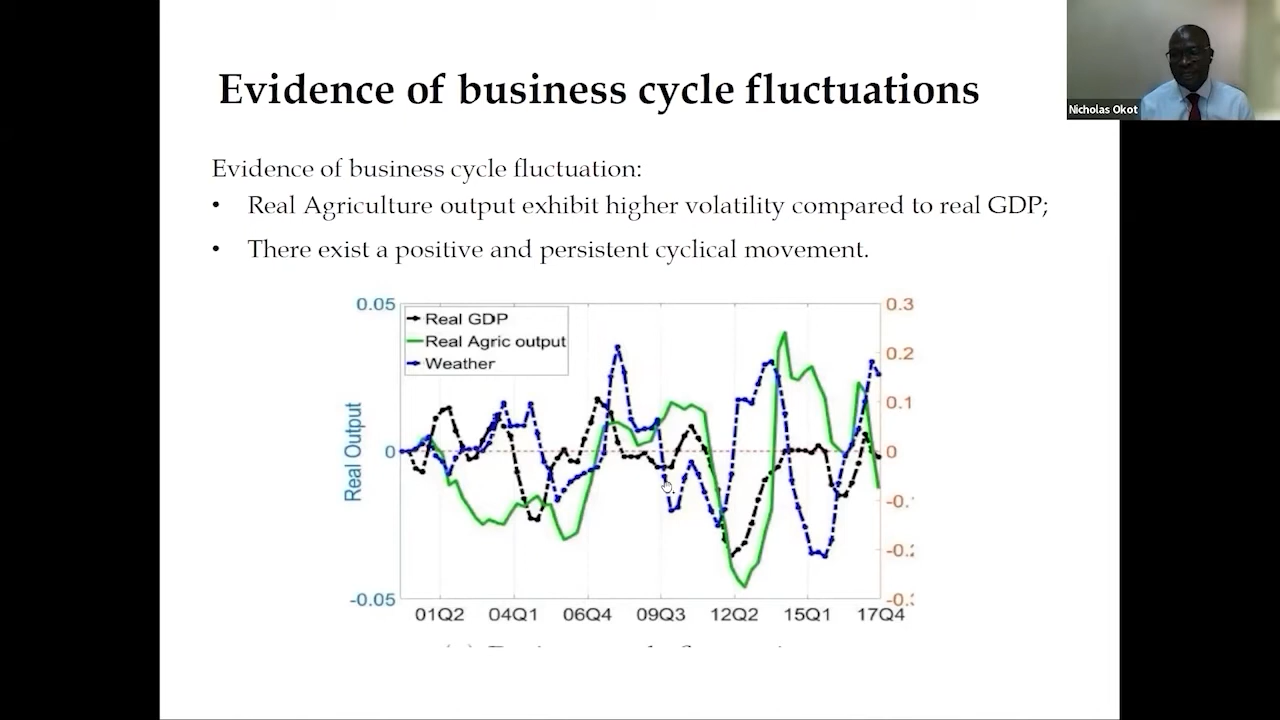 Evidence of business cycle fluctuations
Nicholas Okot
Evidence of business cycle fluctuation:
• Real Agriculture output exhibit higher volatility compared to real GDP;
• There exist a positive and persistent cyclical movement.
0.05
0.3
Real GDP
Real Agric output
Weather
0.2
0.1
Real Output
0
0
-0.
-0.
-0.05
-0.
01Q2 04Q1 06Q4 09Q3 12Q2 15Q1 17Q4